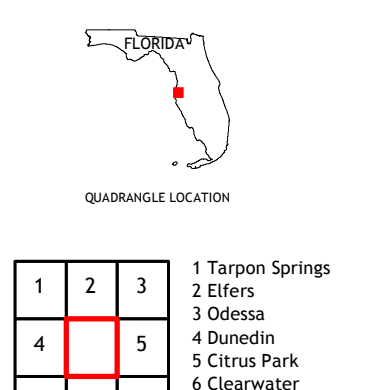 FLORIDA
QUADRANGLE LOCATION
1 2 3
4 5
1 Tarpon Springs
2 Elfers
3 Odessa
4 Dunedin
5 Citrus Park
6 Clearwater